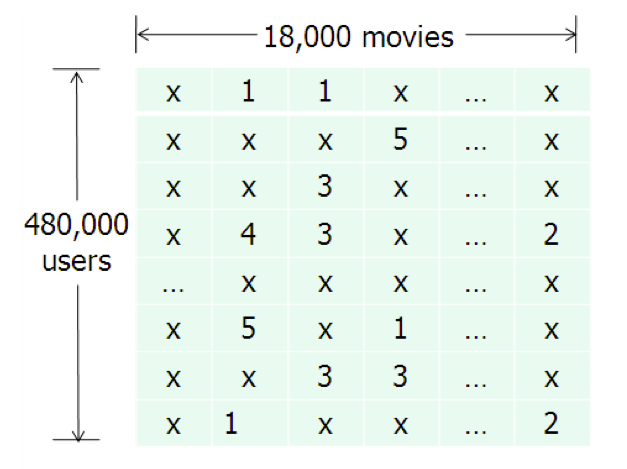 18,000 movies
480,000
users
x 1 1 x ... x
x x x 5 ... x
x x 3 x ... x
x 4 3 x ... 2
... x x x ... x
x 5 x 1 ... x
x x 3 3 ... x
x 1 x x ... 2